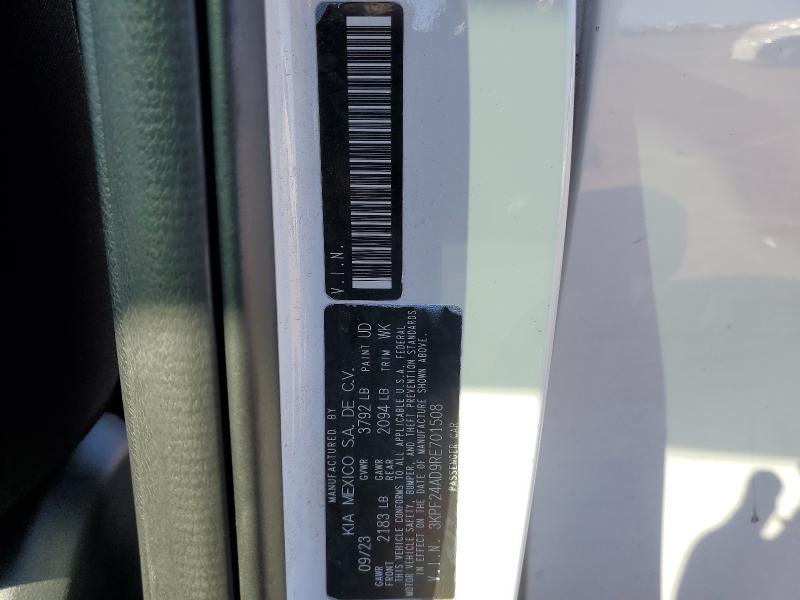 V.I.N.
MANUFACTURED BY
KIA MEXICO S.A. DE C.V.
09/23 GVWR 3792 LB PAINT UD
GAWR FRONT 2183 LB GAWR REAR 2094 LB TRIM WK
THIS VEHICLE CONFORMS TO ALL APPLICABLE U.S.A. FEDERAL
MOTOR VEHICLE SAFETY, BUMPER, AND THEFT PREVENTION STANDARDS
IN EFFECT ON THE DATE OF MANUFACTURE SHOWN ABOVE.
V.I.N. 3KPF24AD9RE701508
PASSENGER CAR